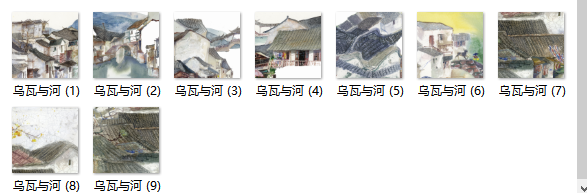 乌瓦与河 (1)
乌瓦与河 (2)
乌瓦与河 (3)
乌瓦与河 (4)
乌瓦与河 (5)
乌瓦与河 (6)
乌瓦与河 (7)
乌瓦与河 (8)
乌瓦与河 (9)